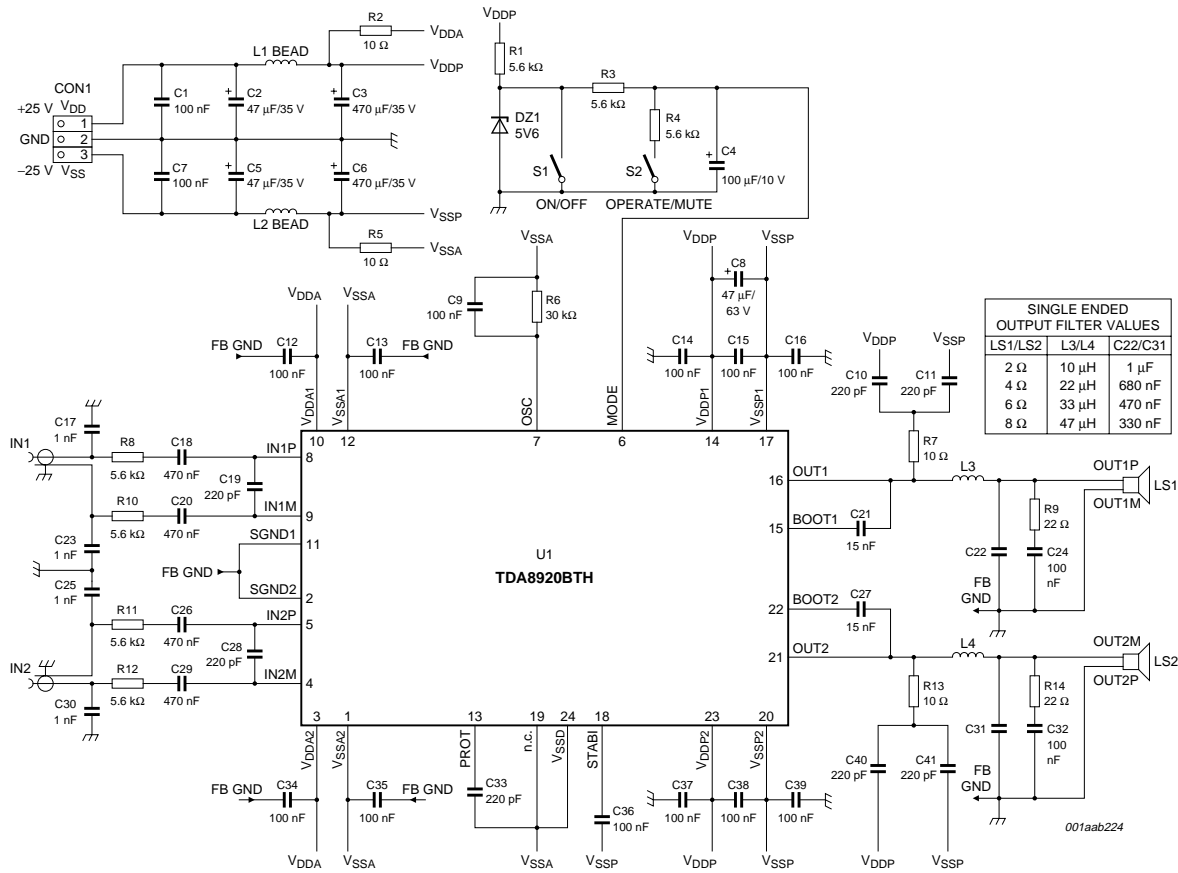 CON1
+25 V VDD
1
GND
2
3
−25 V VSS
C1
100 nF
C2
47 μF/35 V
L1 BEAD
R2
10 Ω
VDDA
VDDP
C3
470 μF/35 V
C7
100 nF
C5
47 μF/35 V
C6
470 μF/35 V
L2 BEAD
VSSP
R5
10 Ω
VSSA
VDDP
R1
5.6 kΩ
R3
5.6 kΩ
DZ1
5V6
S1
R4
5.6 kΩ
S2
C4
100 μF/10 V
ON/OFF
OPERATE/MUTE
VDDA
VSSA
FB GND
C12
100 nF
C13
100 nF
FB GND
VSSA
C9
100 nF
R6
30 kΩ
VDDP
VSSP
C8
47 μF/
63 V
C14
100 nF
C15
100 nF
C16
100 nF
VDDP
VSSP
C10
220 pF
C11
220 pF
R7
10 Ω
SINGLE ENDED
OUTPUT FILTER VALUES
LS1/LS2 L3/L4 C22/C31
2 Ω 10 μH 1 μF
4 Ω 22 μH 680 nF
6 Ω 33 μH 470 nF
8 Ω 47 μH 330 nF
VDDA1
VSSA1
OSC
MODE
VDDP1
VSSP1
10
12
7
6
14
17
C17
1 nF
IN1
R8
5.6 kΩ
C18
470 nF
IN1P
8
C19
220 pF
R10
5.6 kΩ
C20
470 nF
IN1M
9
C23
1 nF
SGND1
11
FB GND
SGND2
2
C25
1 nF
R11
5.6 kΩ
C26
470 nF
IN2P
5
C28
220 pF
IN2
R12
5.6 kΩ
C29
470 nF
IN2M
4
C30
1 nF
U1
TDA8920BTH
16
OUT1
15
BOOT1
C21
15 nF
L3
OUT1P
OUT1M
LS1
R9
22 Ω
C22
C24
100
nF
FB
GND
22
BOOT2
C27
15 nF
21
OUT2
L4
OUT2M
OUT2P
LS2
R13
10 Ω
R14
22 Ω
C31
C32
100
nF
FB
GND
C40
220 pF
C41
220 pF
VDDP
VSSP
3
1
13
19
24
18
23
20
VDDA2
VSSA2
PROT
n.c.
VSSD
STABI
VDDP2
VSSP2
FB GND
C34
100 nF
C35
100 nF
FB GND
C33
220 pF
C36
100 nF
C37
100 nF
C38
100 nF
C39
100 nF
VDDA
VSSA
VSSA
VSSP
VDDP
VSSP
001aab224